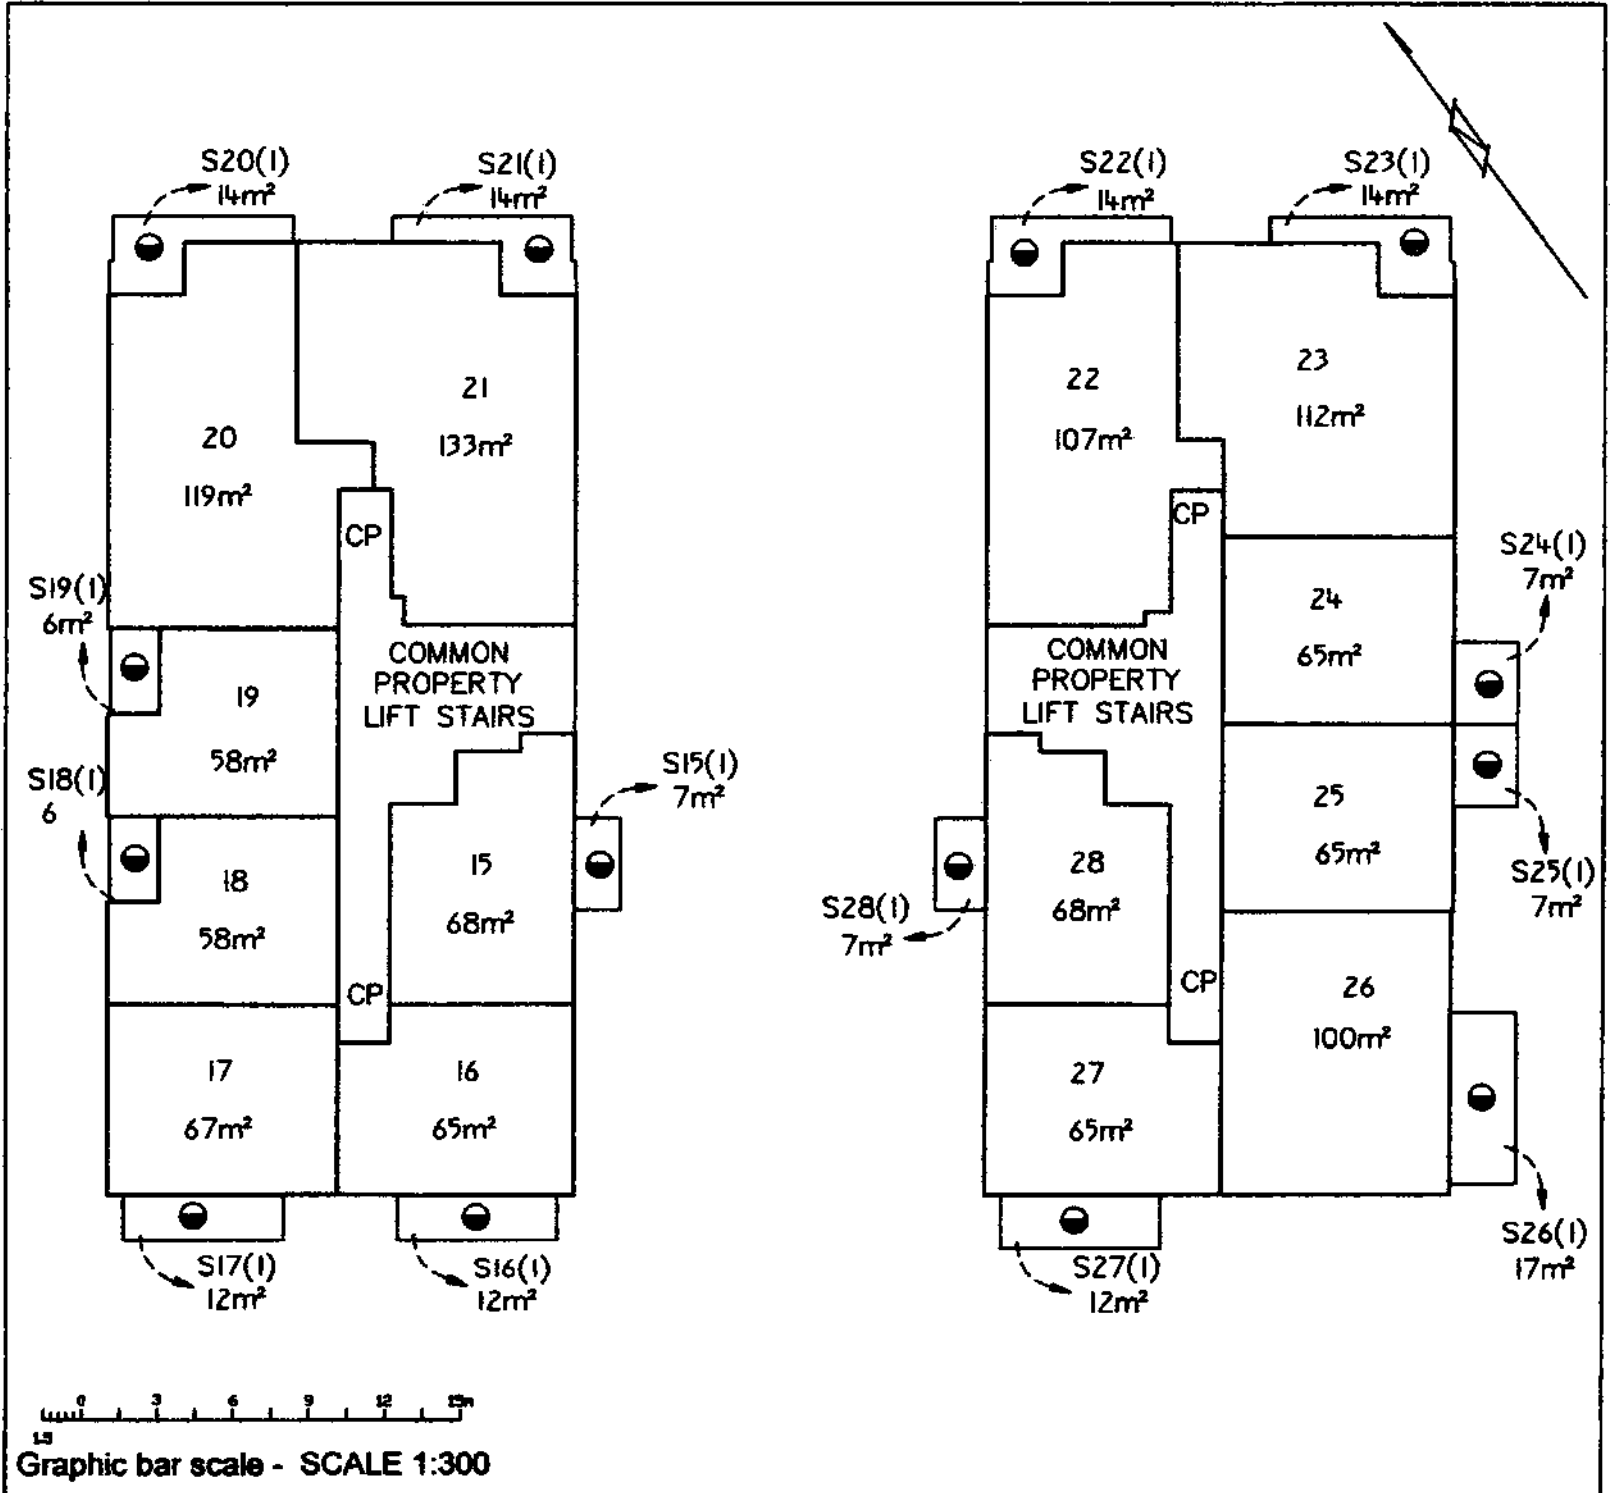 S20(1)
14m²
S21(1)
14m²
S22(1)
14m²
S23(1)
14m²
20
119m²
21
133m²
22
107m²
23
112m²
CP
CP
S19(1)
6m²
COMMON
PROPERTY
LIFT STAIRS
COMMON
PROPERTY
LIFT STAIRS
24
65m²
S24(1)
7m²
19
58m²
S18(1)
6
S15(1)
7m²
25
65m²
S25(1)
7m²
18
58m²
15
68m²
28
68m²
S28(1)
7m²
CP
CP
26
100m²
17
67m²
16
65m²
27
65m²
S26(1)
17m²
S17(1)
12m²
S16(1)
12m²
S27(1)
12m²
0 3 6 9 12 15m
1.5
Graphic bar scale - SCALE 1:300